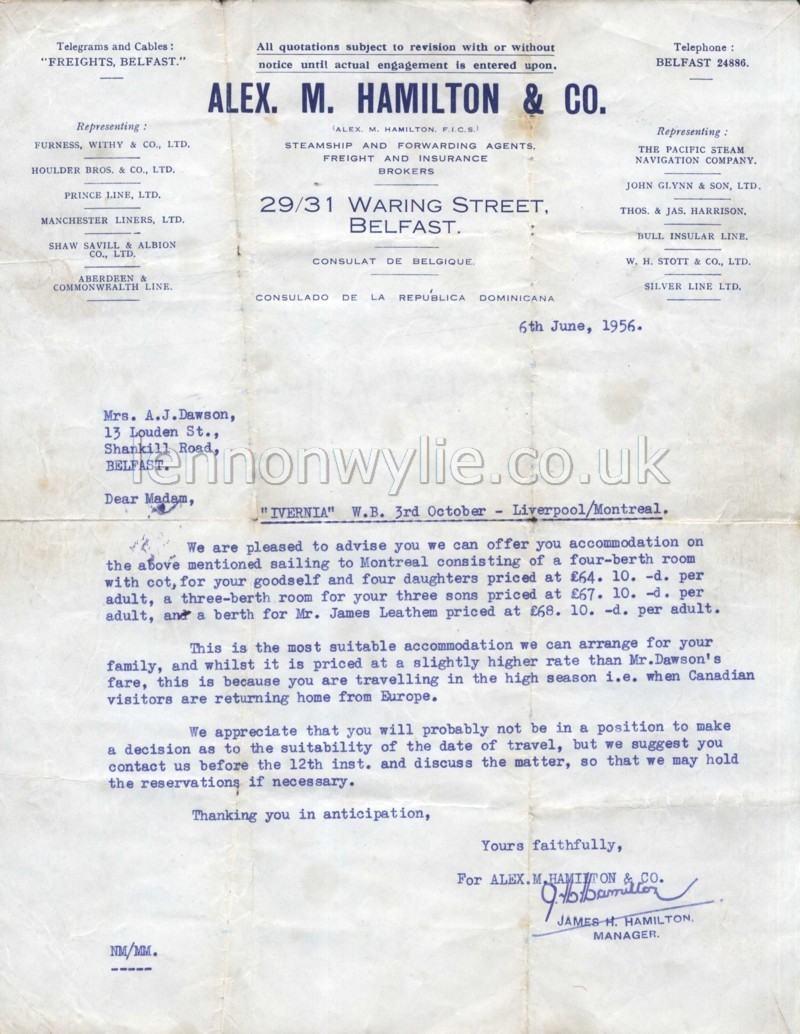 Telegrams and Cables :
"FREIGHTS, BELFAST."
All quotations subject to revision with or without
notice until actual engagement is entered upon.
Telephone :
BELFAST 24886.
ALEX. M. HAMILTON & CO.
(ALEX. M. HAMILTON, F.I.C.S.)
STEAMSHIP AND FORWARDING AGENTS,
FREIGHT AND INSURANCE
BROKERS
29/31 WARING STREET,
BELFAST.
CONSULAT DE BELGIQUE.
CONSULADO DE LA REPÚBLICA DOMINICANA
Representing :
FURNESS, WITHY & CO., LTD.
HOULDER BROS. & CO., LTD.
PRINCE LINE, LTD.
MANCHESTER LINERS, LTD.
SHAW SAVILL & ALBION
CO., LTD.
ABERDEEN &
COMMONWEALTH LINE.
Representing :
THE PACIFIC STEAM
NAVIGATION COMPANY.
JOHN GLYNN & SON, LTD.
THOS. & JAS. HARRISON.
BULL INSULAR LINE.
W. H. STOTT & CO., LTD.
SILVER LINE LTD.
6th June, 1956.
Mrs. A.J.Dawson,
13 Louden St.,
Shankill Road,
BELFAST.
lennonwylie.co.uk
Dear Madam,
"IVERNIA" W.B. 3rd October - Liverpool/Montreal.
We are pleased to advise you we can offer you accommodation on
the above mentioned sailing to Montreal consisting of a four-berth room
with cot, for your goodself and four daughters priced at £64. 10. -d. per
adult, a three-berth room for your three sons priced at £67. 10. -d. per
adult, and a berth for Mr. James Leathem priced at £68. 10. -d. per adult.
This is the most suitable accommodation we can arrange for your
family, and whilst it is priced at a slightly higher rate than Mr.Dawson's
fare, this is because you are travelling in the high season i.e. when Canadian
visitors are returning home from Europe.
We appreciate that you will probably not be in a position to make
a decision as to the suitability of the date of travel, but we suggest you
contact us before the 12th inst. and discuss the matter, so that we may hold
the reservations if necessary.
Thanking you in anticipation,
Yours faithfully,
For ALEX.M.HAMILTON & CO.
J.H.Hamilton
JAMES H. HAMILTON.
MANAGER.
NM/MM.